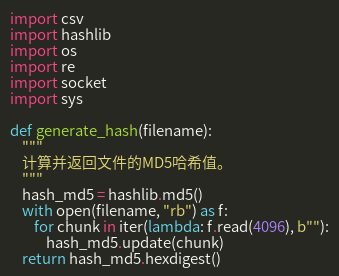 import csv
import hashlib
import os
import re
import socket
import sys

def generate_hash(filename):
    """
    计算并返回文件的MD5哈希值。
    """
    hash_md5 = hashlib.md5()
    with open(filename, "rb") as f:
        for chunk in iter(lambda: f.read(4096), b""):
            hash_md5.update(chunk)
    return hash_md5.hexdigest()